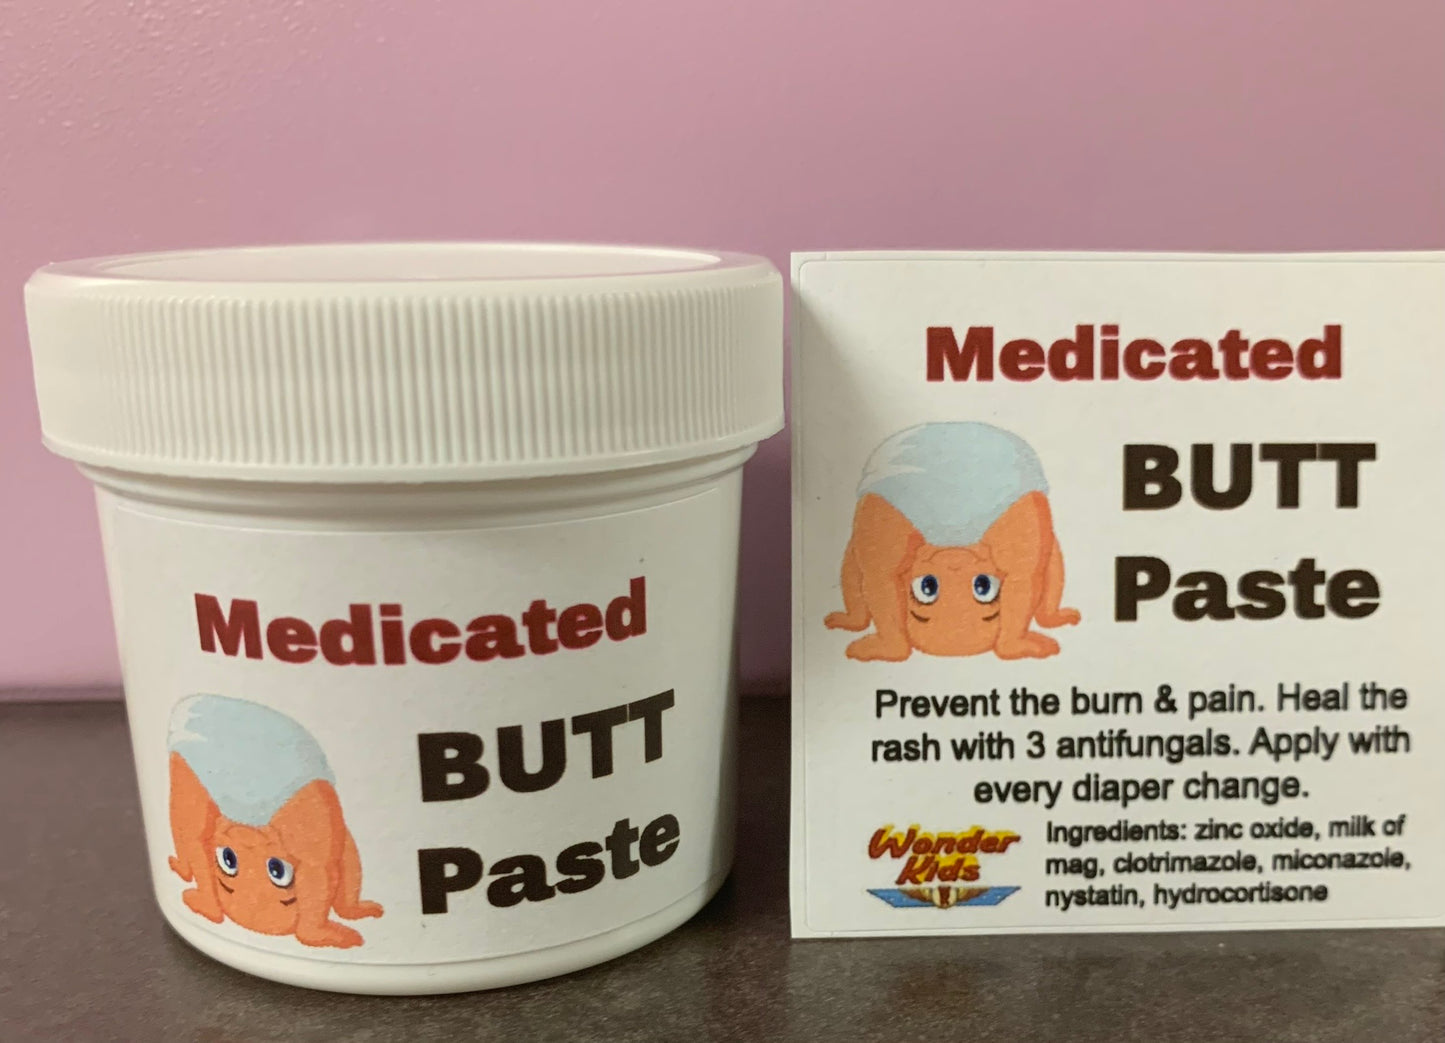 Medicated
BUTT
Paste
Medicated
BUTT
Paste
Prevent the burn & pain. Heal the
rash with 3 antifungals. Apply with
every diaper change.
Wonder
Kids
Ingredients: zinc oxide, milk of
mag, clotrimazole, miconazole,
nystatin, hydrocortisone